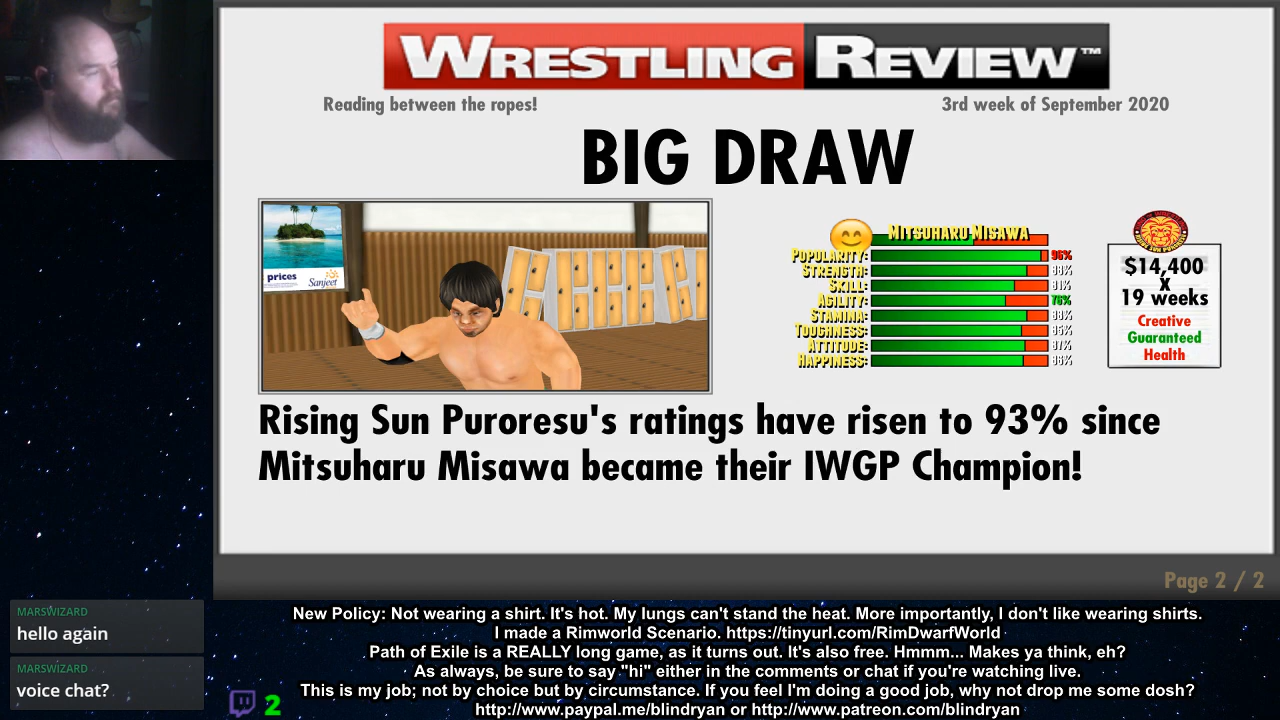 WRESTLING REVIEW™
Reading between the ropes!
3rd week of September 2020
BIG DRAW
prices
Sanjeet
MITSUHARU MISAWA
POPULARITY: 96%
STRENGTH: 88%
SKILL: 81%
AGILITY: 76%
STAMINA: 88%
TOUGHNESS: 85%
ATTITUDE: 87%
HAPPINESS: 86%
$14,400
X
19 weeks
Creative
Guaranteed
Health
Rising Sun Puroresu's ratings have risen to 93% since
Mitsuharu Misawa became their IWGP Champion!
Page 2 / 2
MARSWIZARD
hello again
MARSWIZARD
voice chat?
2
New Policy: Not wearing a shirt. It's hot. My lungs can't stand the heat. More importantly, I don't like wearing shirts.
I made a Rimworld Scenario. https://tinyurl.com/RimDwarfWorld
Path of Exile is a REALLY long game, as it turns out. It's also free. Hmmm... Makes ya think, eh?
As always, be sure to say "hi" either in the comments or chat if you're watching live.
This is my job; not by choice but by circumstance. If you feel I'm doing a good job, why not drop me some dosh?
http://www.paypal.me/blindryan or http://www.patreon.com/blindryan